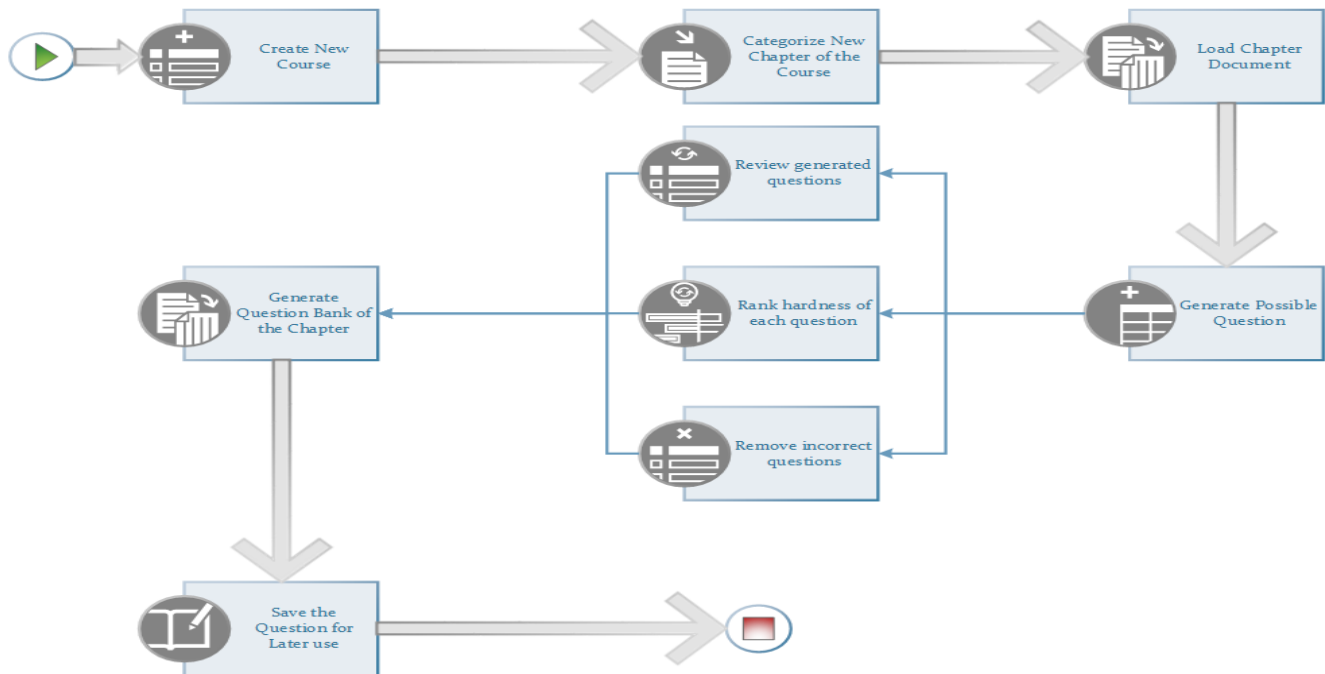 Create New
Course
Categorize New
Chapter of the
Course
Load Chapter
Document
Review generated
questions
Generate
Question Bank of
the Chapter
Rank hardness of
each question
Generate Possible
Question
Remove incorrect
questions
Save the
Question for
Later use